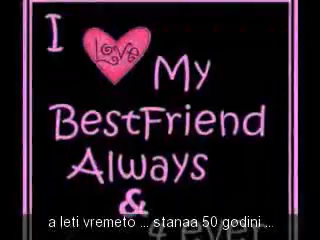 I Love My
BestFriend
Always
&
4 ever
a leti vremeto ... stanaa 50 godini ...